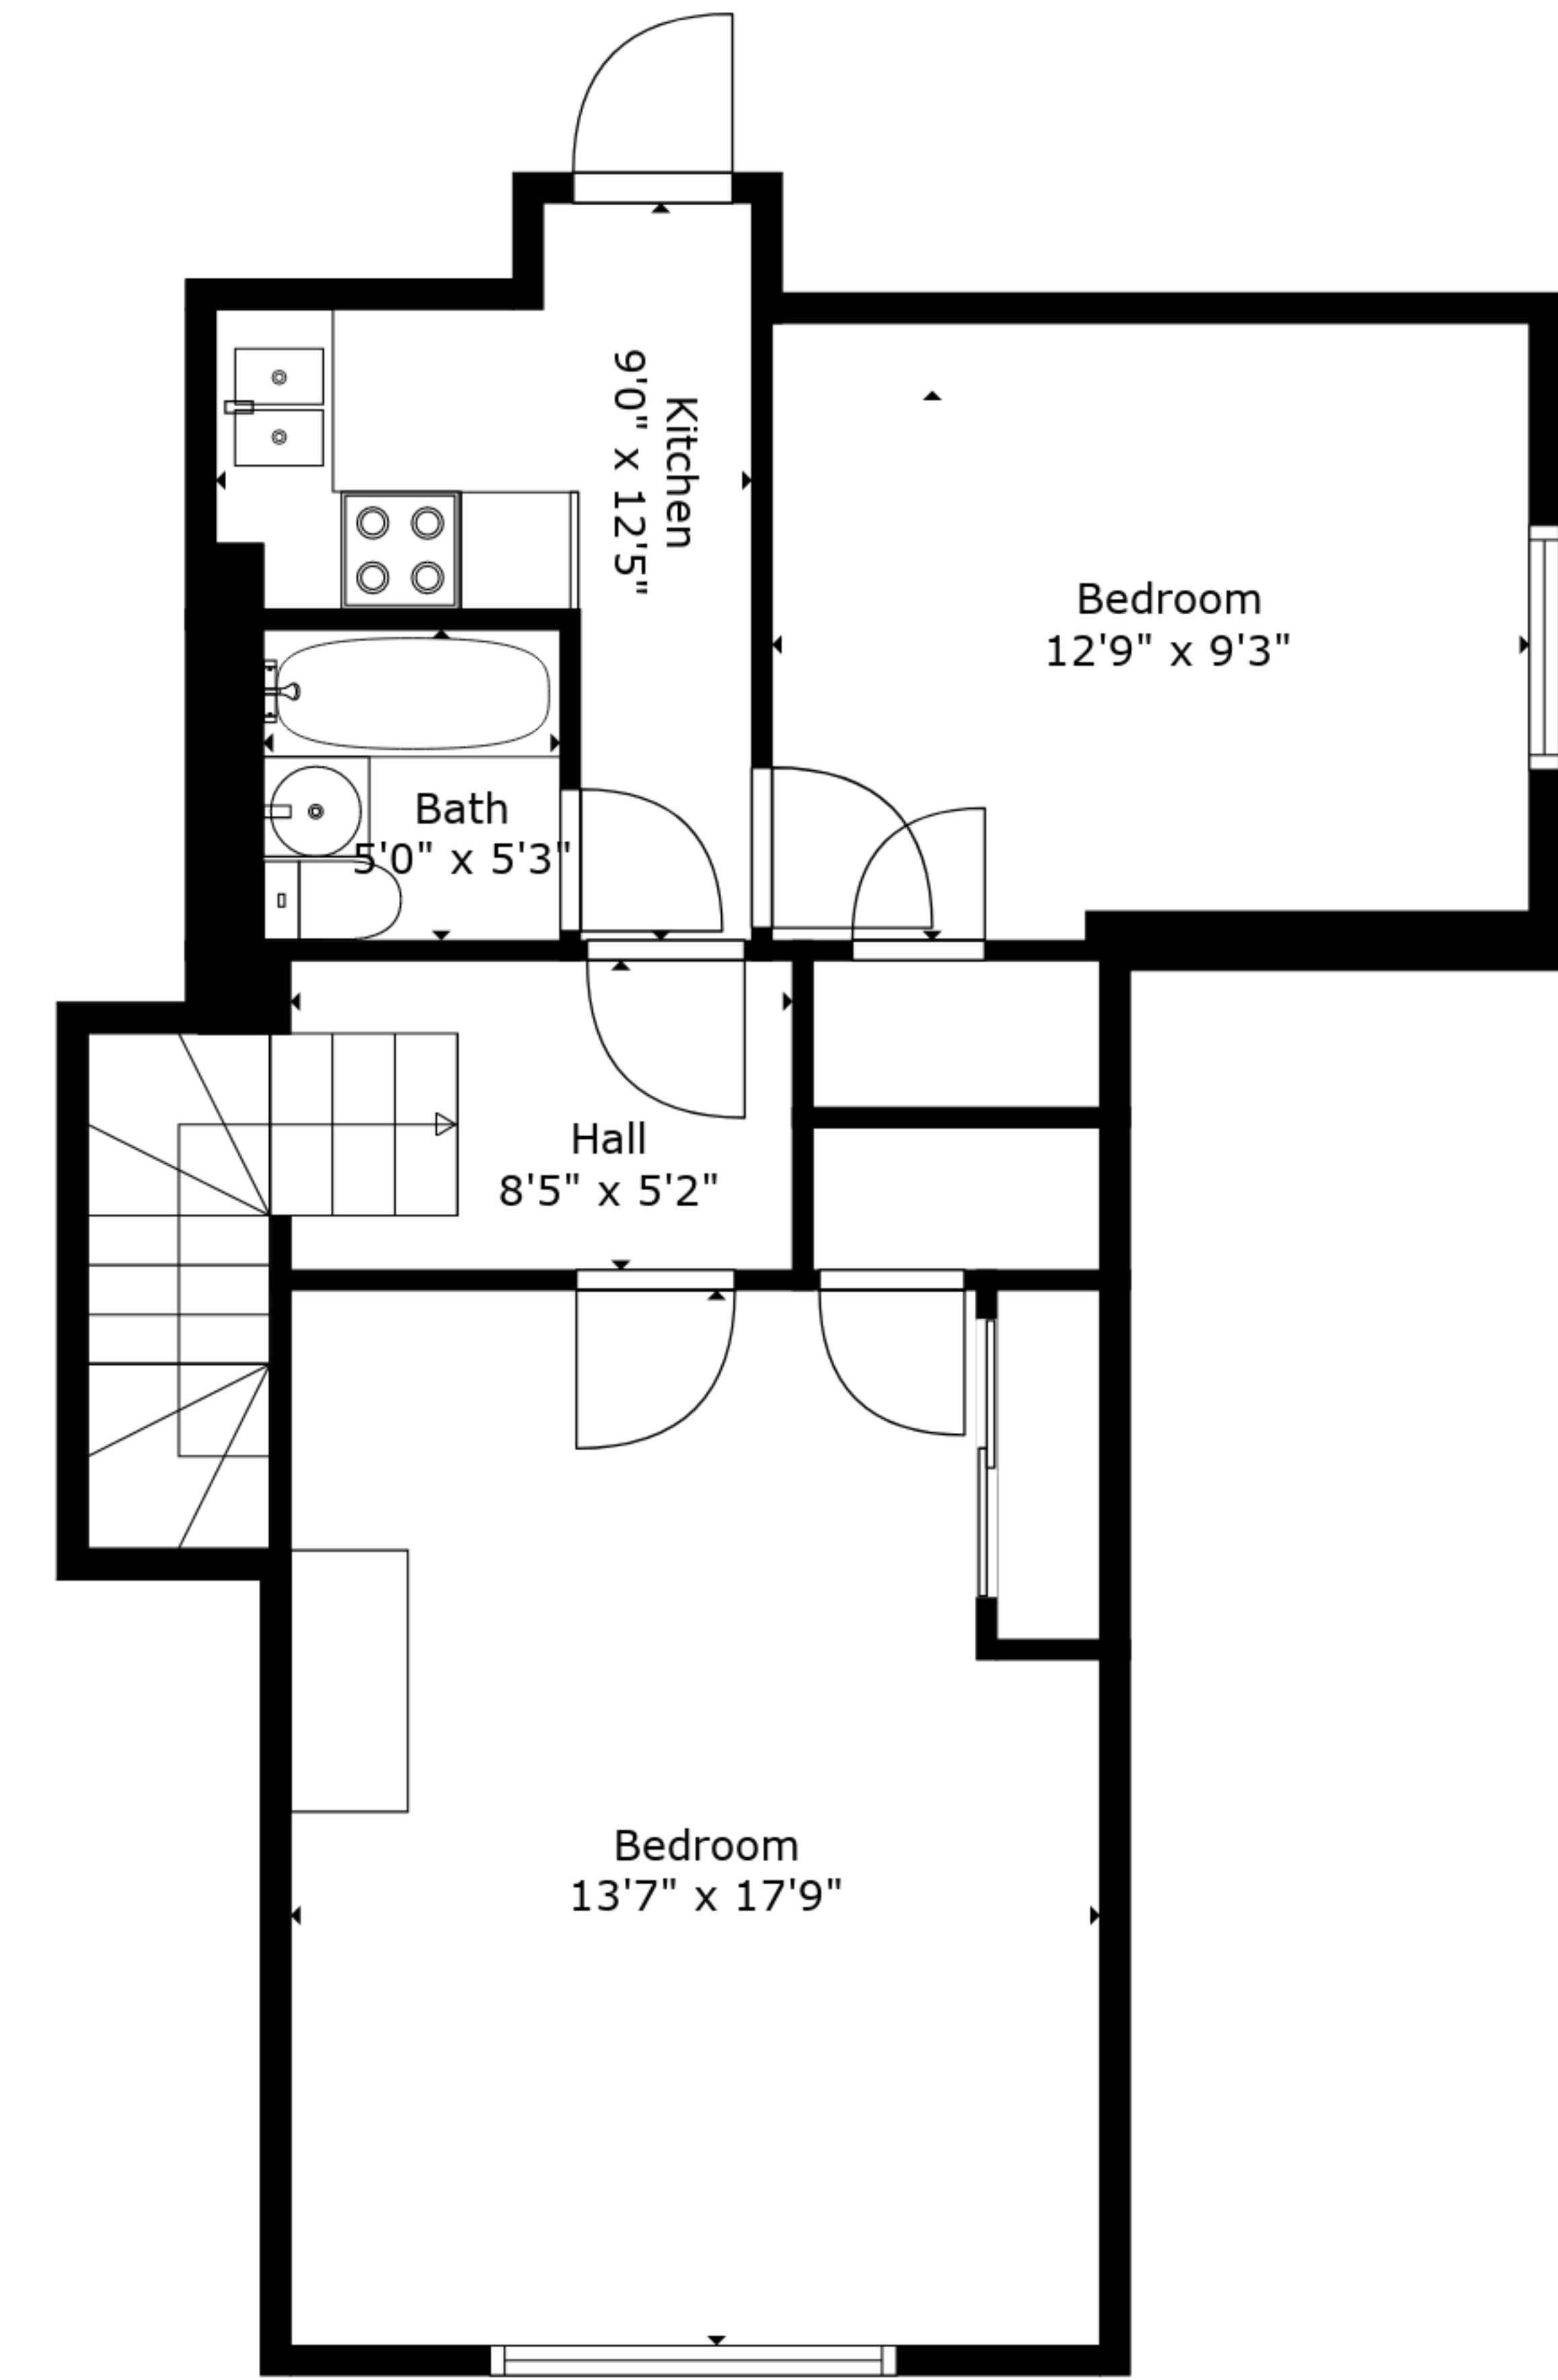 Kitchen
9'0" x 12'5"
Bedroom
12'9" x 9'3"
Bath
5'0" x 5'3"
Hall
8'5" x 5'2"
Bedroom
13'7" x 17'9"